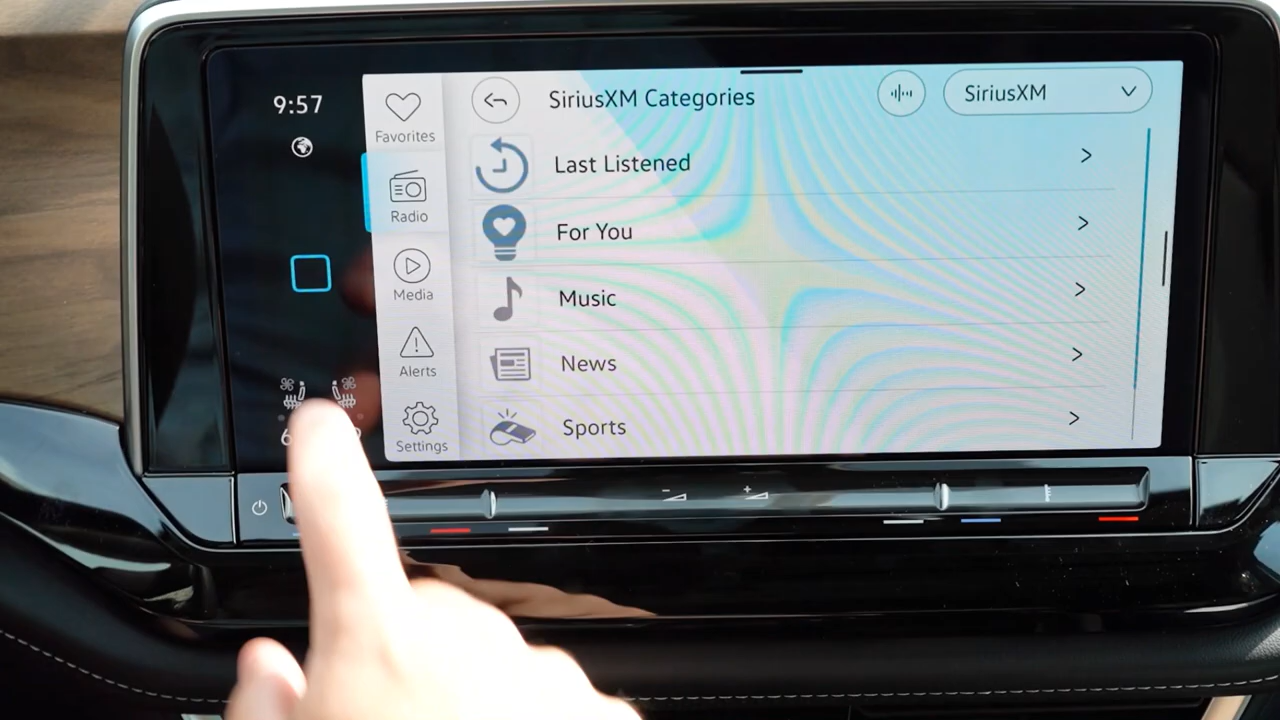 9:57
Favorites
Radio
Media
Alerts
Settings
SiriusXM Categories
SiriusXM
Last Listened
For You
Music
News
Sports